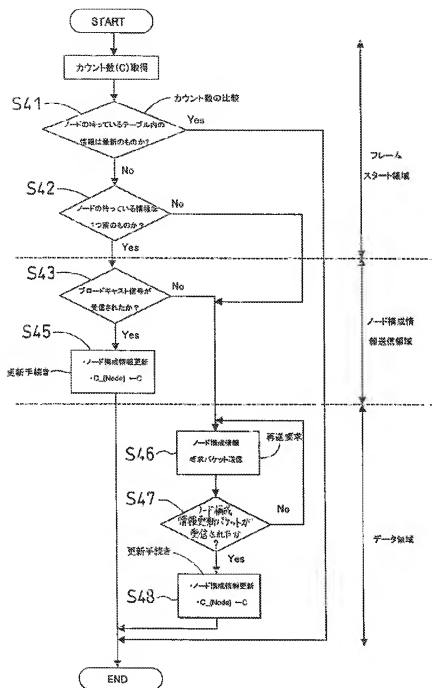 START
カウント数(C)取得
S41
カウント数の比較
ノードの持っているテーブル内の
情報は最新のものか?
Yes
No
S42
ノードの持っている情報は
1つ前のものか?
No
Yes
フレーム
スタート領域
S43
ブロードキャスト信号が
受信されたか?
No
Yes
S45
更新手続き
・ノード構成情報更新
・C_(Node) ←C
ノード構成情
報送信領域
S46
ノード構成情報
要求パケット送信
再送要求
S47
ノード構成
情報更新パケットが
受信されたか
?
No
Yes
更新手続き
S48
・ノード構成情報更新
・C_(Node) ←C
データ領域
END